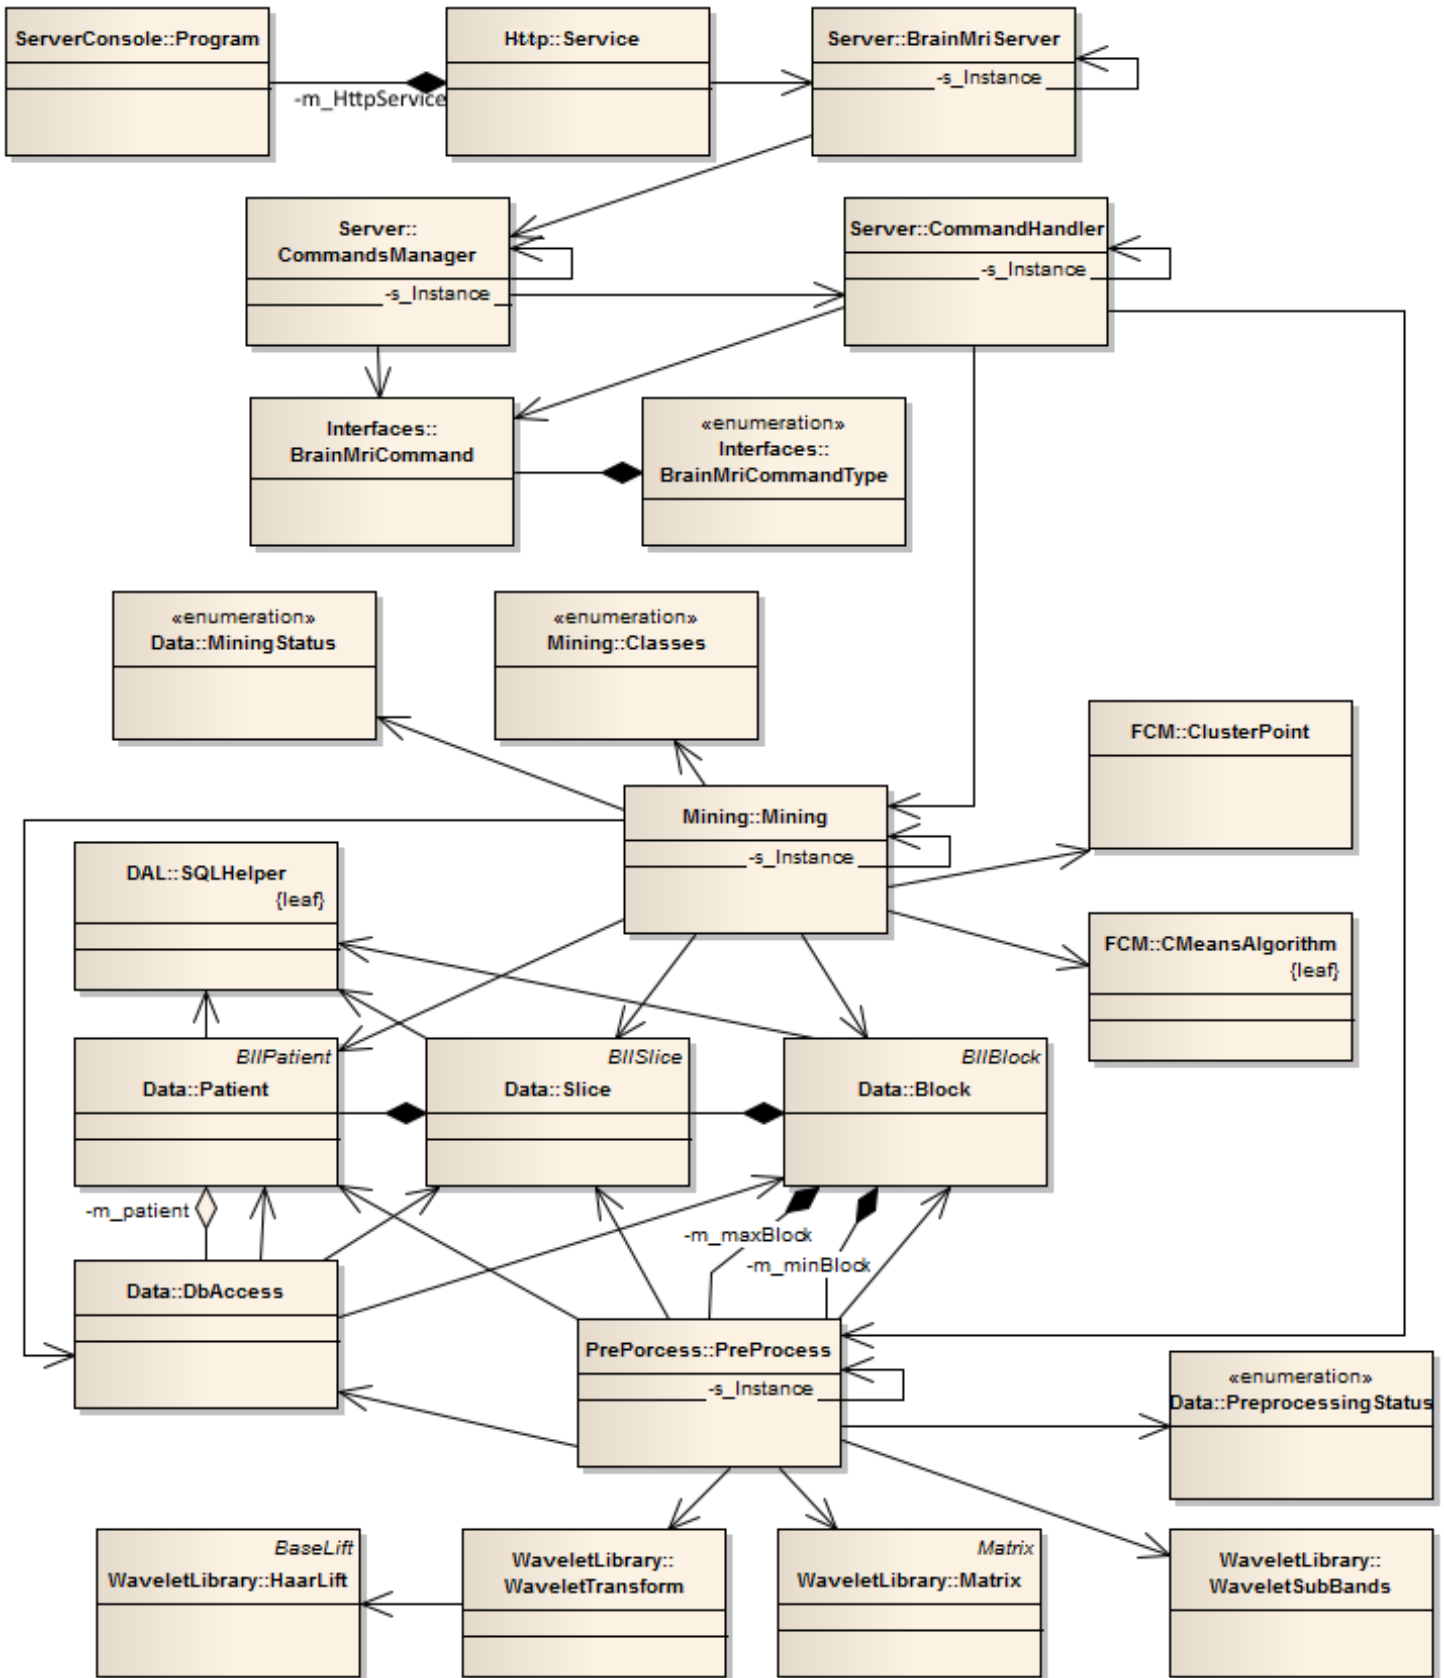 ServerConsole::Program
Http::Service
Server::BrainMriServer
-s_Instance
-m_HttpService
Server::
CommandsManager
-s_Instance
Server::CommandHandler
-s_Instance
Interfaces::
BrainMriCommand
«enumeration»
Interfaces::
BrainMriCommandType
«enumeration»
Data::MiningStatus
«enumeration»
Mining::Classes
FCM::ClusterPoint
Mining::Mining
-s_Instance
DAL::SQLHelper
{leaf}
FCM::CMeansAlgorithm
{leaf}
BIIPatient
Data::Patient
BIISlice
Data::Slice
BIIBlock
Data::Block
-m_patient
-m_maxBlock
-m_minBlock
Data::DbAccess
PrePorcess::PreProcess
-s_Instance
«enumeration»
Data::PreprocessingStatus
BaseLift
WaveletLibrary::HaarLift
WaveletLibrary::
WaveletTransform
Matrix
WaveletLibrary::Matrix
WaveletLibrary::
WaveletSubBands